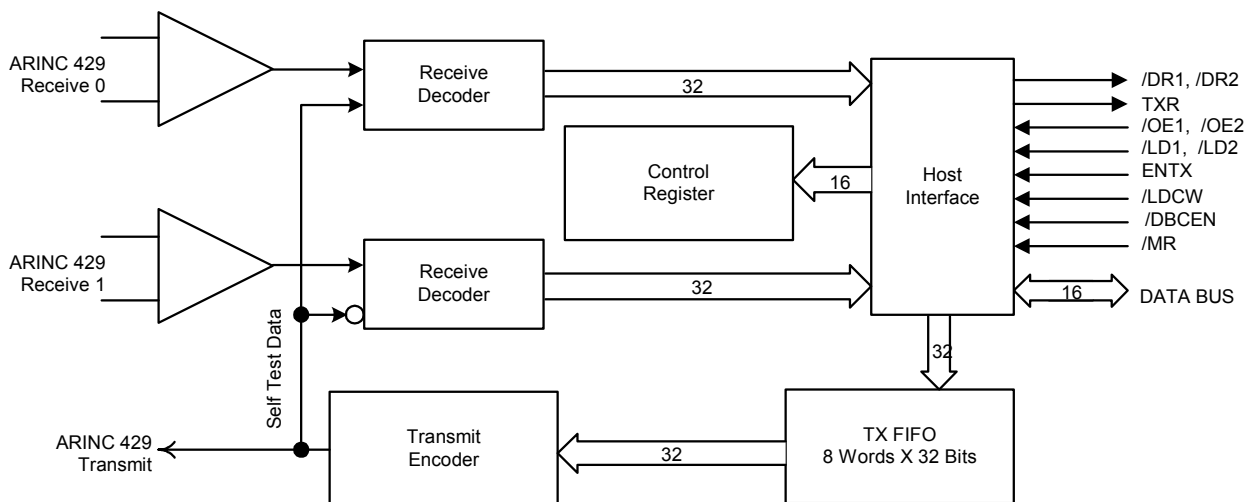 ARINC 429
Receive 0
Receive
Decoder
32
Control
Register
16
Host
Interface
/DR1, /DR2
TXR
/OE1, /OE2
/LD1, /LD2
ENTX
/LDCW
/DBCEN
/MR
16
DATA BUS
ARINC 429
Receive 1
Receive
Decoder
32
32
Self Test Data
ARINC 429
Transmit
Transmit
Encoder
32
TX FIFO
8 Words X 32 Bits